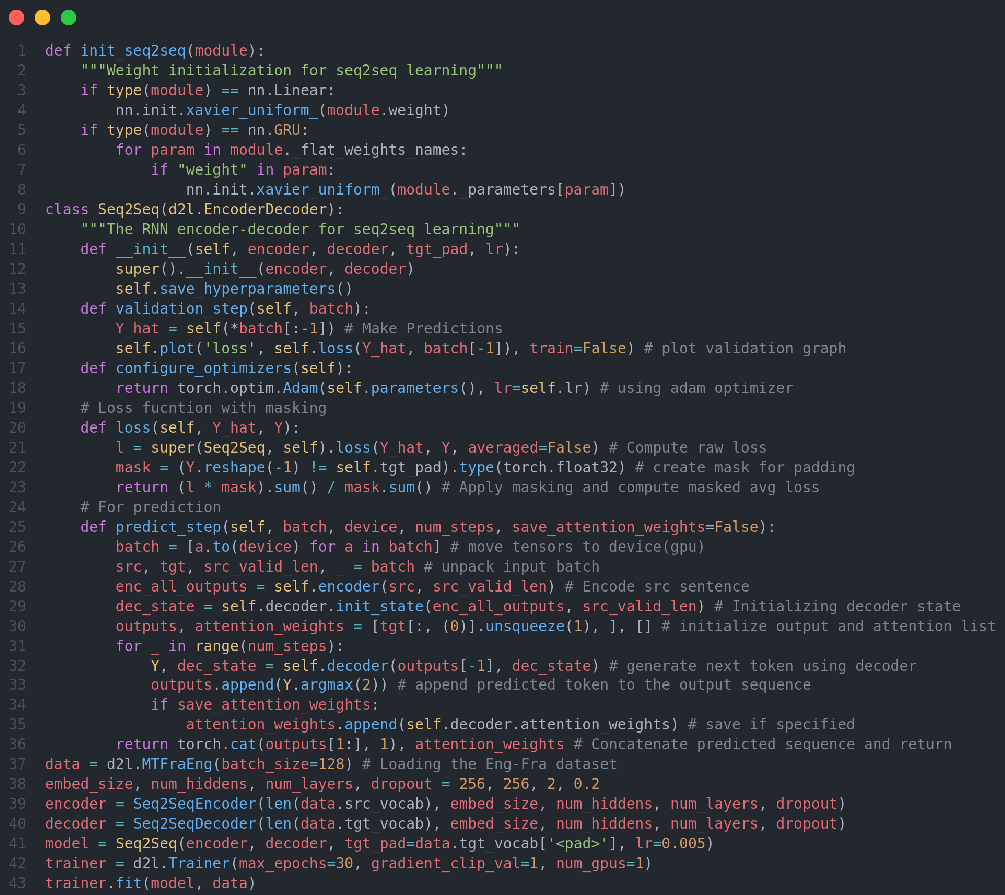 1 def init_seq2seq(module):
2     """Weight initialization for seq2seq learning"""
3     if type(module) == nn.Linear:
4         nn.init.xavier_uniform_(module.weight)
5     if type(module) == nn.GRU:
6         for param in module._flat_weights_names:
7             if "weight" in param:
8                 nn.init.xavier_uniform_(module._parameters[param])
9 class Seq2Seq(d2l.EncoderDecoder):
10     """The RNN encoder-decoder for seq2seq learning"""
11     def __init__(self, encoder, decoder, tgt_pad, lr):
12         super().__init__(encoder, decoder)
13         self.save_hyperparameters()
14     def validation_step(self, batch):
15         Y_hat = self(*batch[:-1]) # Make Predictions
16         self.plot('loss', self.loss(Y_hat, batch[-1]), train=False) # plot validation graph
17     def configure_optimizers(self):
18         return torch.optim.Adam(self.parameters(), lr=self.lr) # using adam optimizer
19     # Loss fucntion with masking
20     def loss(self, Y_hat, Y):
21         l = super(Seq2Seq, self).loss(Y_hat, Y, averaged=False) # Compute raw loss
22         mask = (Y.reshape(-1) != self.tgt_pad).type(torch.float32) # create mask for padding
23         return (l * mask).sum() / mask.sum() # Apply masking and compute masked avg loss
24     # For prediction
25     def predict_step(self, batch, device, num_steps, save_attention_weights=False):
26         batch = [a.to(device) for a in batch] # move tensors to device(gpu)
27         src, tgt, src_valid_len, _ = batch # unpack input batch
28         enc_all_outputs = self.encoder(src, src_valid_len) # Encode src sentence
29         dec_state = self.decoder.init_state(enc_all_outputs, src_valid_len) # Initializing decoder state
30         outputs, attention_weights = [tgt[:, (0)].unsqueeze(1), ], [] # initialize output and attention list
31         for _ in range(num_steps):
32             Y, dec_state = self.decoder(outputs[-1], dec_state) # generate next token using decoder
33             outputs.append(Y.argmax(2)) # append predicted token to the output sequence
34             if save_attention_weights:
35                 attention_weights.append(self.decoder.attention_weights) # save if specified
36         return torch.cat(outputs[1:], 1), attention_weights # Concatenate predicted sequence and return
37 data = d2l.MTFraEng(batch_size=128) # Loading the Eng-Fra dataset
38 embed_size, num_hiddens, num_layers, dropout = 256, 256, 2, 0.2
39 encoder = Seq2SeqEncoder(len(data.src_vocab), embed_size, num_hiddens, num_layers, dropout)
40 decoder = Seq2SeqDecoder(len(data.tgt_vocab), embed_size, num_hiddens, num_layers, dropout)
41 model = Seq2Seq(encoder, decoder, tgt_pad=data.tgt_vocab['<pad>'], lr=0.005)
42 trainer = d2l.Trainer(max_epochs=30, gradient_clip_val=1, num_gpus=1)
43 trainer.fit(model, data)